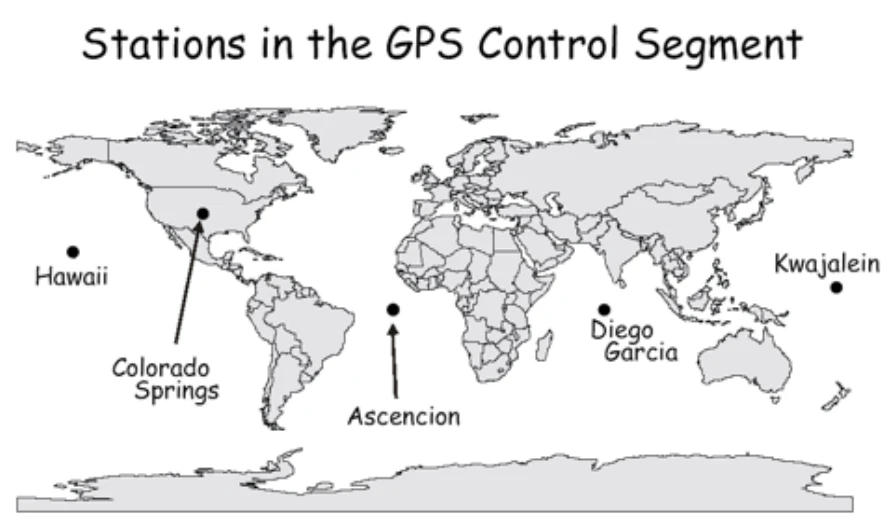 Stations in the GPS Control Segment
Kwajalein
Hawaii
Diego
Garcia
Colorado
Springs
Ascencion